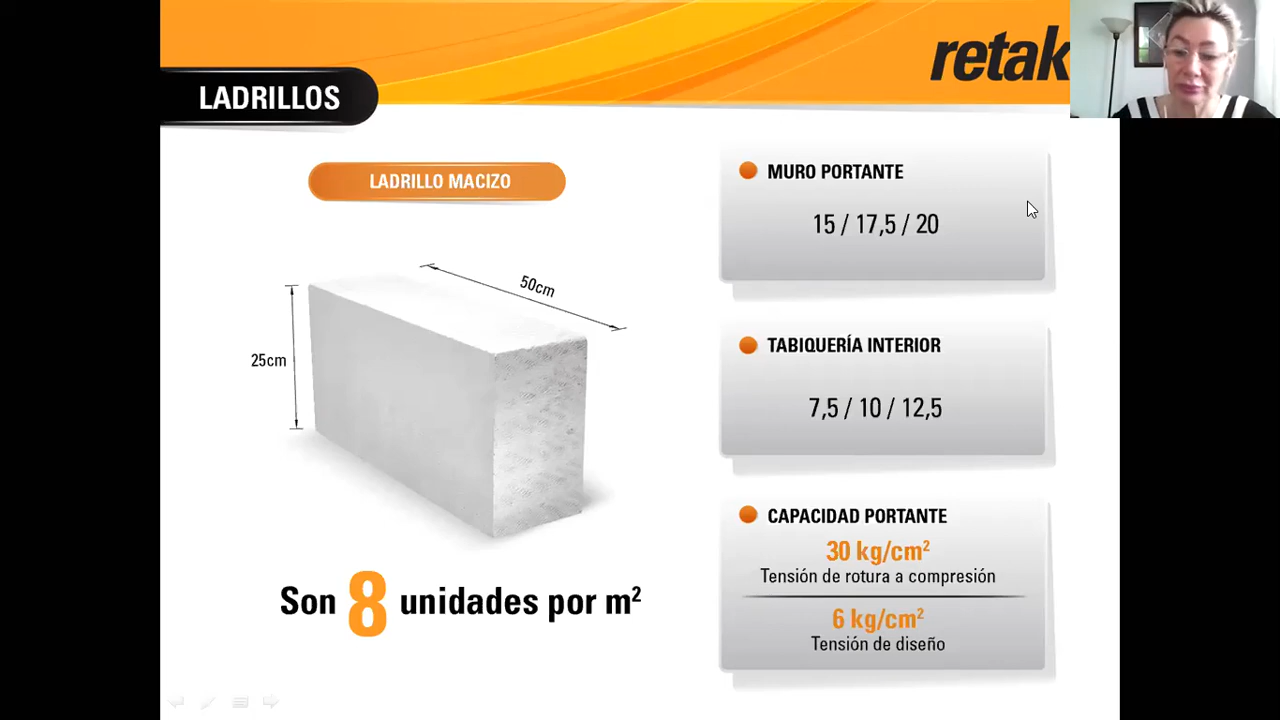 retak
LADRILLOS
LADRILLO MACIZO
50cm
25cm
Son 8 unidades por m²
MURO PORTANTE
15 / 17,5 / 20
TABIQUERÍA INTERIOR
7,5 / 10 / 12,5
CAPACIDAD PORTANTE
30 kg/cm²
Tensión de rotura a compresión
6 kg/cm²
Tensión de diseño